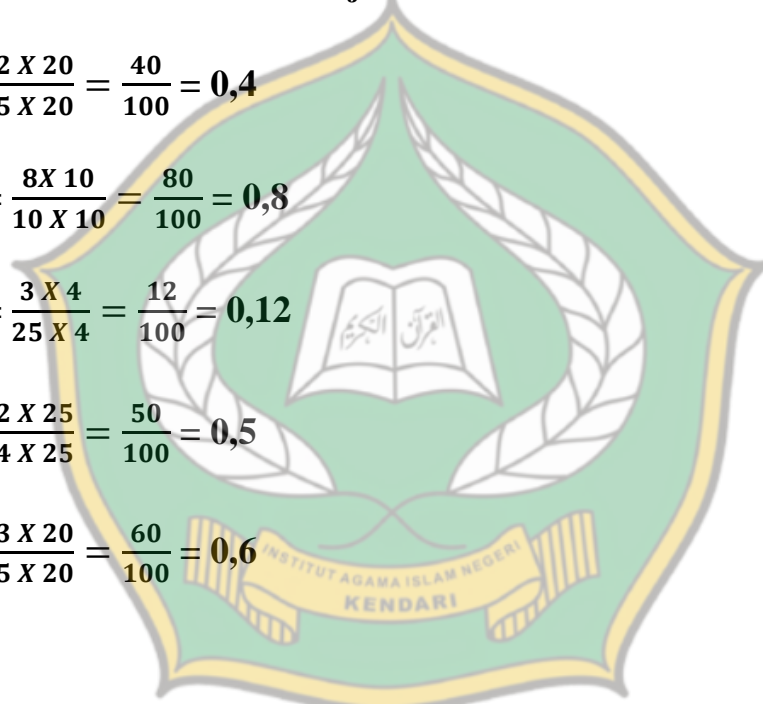 2 X 20 / 5 X 20 = 40 / 100 = 0,4
= 8X 10 / 10 X 10 = 80 / 100 = 0,8
= 3 X 4 / 25 X 4 = 12 / 100 = 0,12
القرآن الكريم
2 X 25 / 4 X 25 = 50 / 100 = 0,5
3 X 20 / 5 X 20 = 60 / 100 = 0,6
INSTITUT AGAMA ISLAM NEGERI
KENDARI